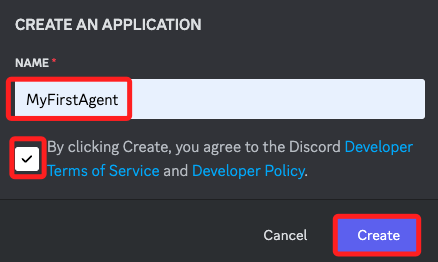 CREATE AN APPLICATION
NAME *
MyFirstAgent
By clicking Create, you agree to the Discord Developer
Terms of Service and Developer Policy.
Cancel Create